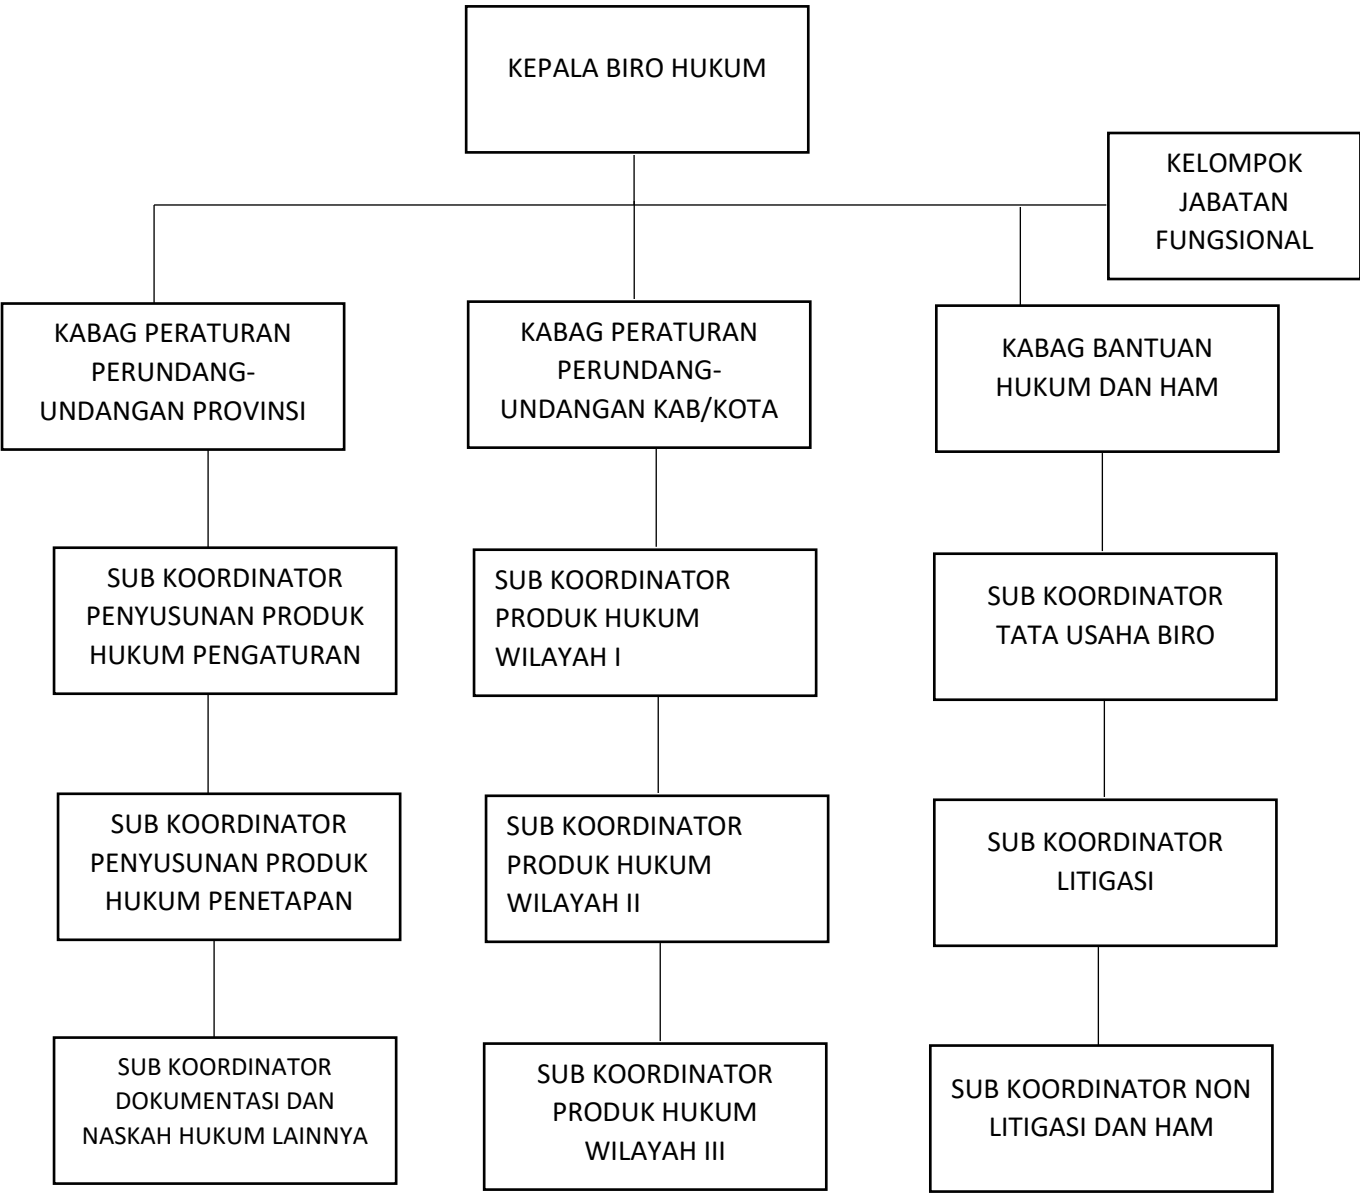 KEPALA BIRO HUKUM
KELOMPOK
JABATAN
FUNGSIONAL
KABAG PERATURAN
PERUNDANG-
UNDANGAN PROVINSI
KABAG PERATURAN
PERUNDANG-
UNDANGAN KAB/KOTA
KABAG BANTUAN
HUKUM DAN HAM
SUB KOORDINATOR
PENYUSUNAN PRODUK
HUKUM PENGATURAN
SUB KOORDINATOR
PRODUK HUKUM
WILAYAH I
SUB KOORDINATOR
TATA USAHA BIRO
SUB KOORDINATOR
PENYUSUNAN PRODUK
HUKUM PENETAPAN
SUB KOORDINATOR
PRODUK HUKUM
WILAYAH II
SUB KOORDINATOR
LITIGASI
SUB KOORDINATOR
DOKUMENTASI DAN
NASKAH HUKUM LAINNYA
SUB KOORDINATOR
PRODUK HUKUM
WILAYAH III
SUB KOORDINATOR NON
LITIGASI DAN HAM